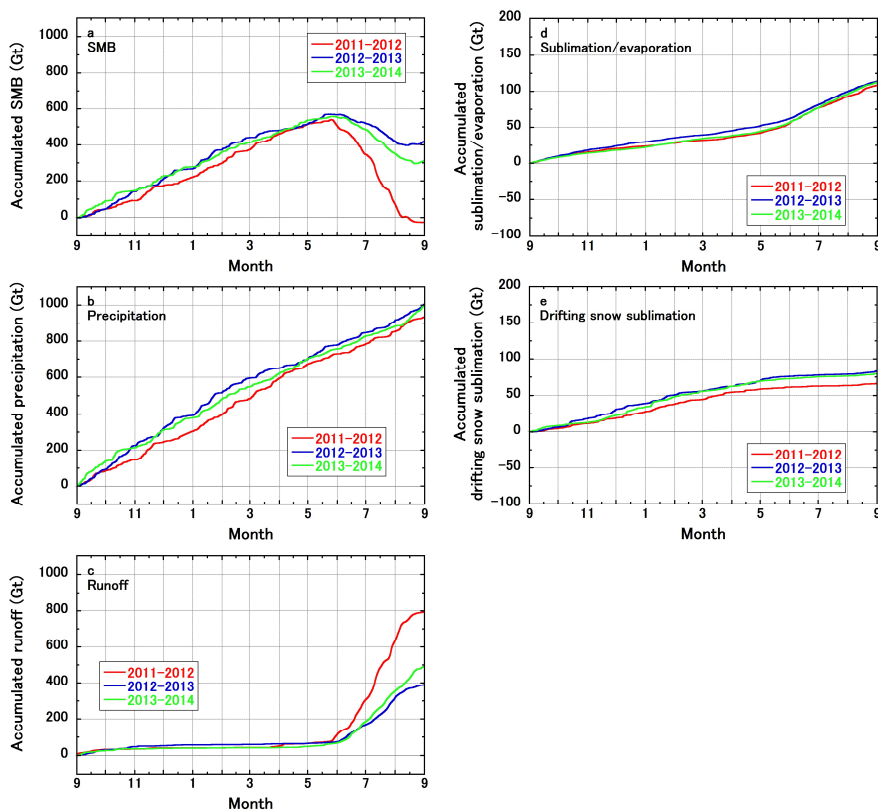 a
SMB
2011-2012
2012-2013
2013-2014
Accumulated SMB (Gt)
1000
800
600
400
200
0
9 11 1 3 5 7 9
Month
b
Precipitation
2011-2012
2012-2013
2013-2014
Accumulated precipitation (Gt)
1000
800
600
400
200
0
9 11 1 3 5 7 9
Month
c
Runoff
2011-2012
2012-2013
2013-2014
Accumulated runoff (Gt)
1000
800
600
400
200
0
9 11 1 3 5 7 9
Month
d
Sublimation/evaporation
2011-2012
2012-2013
2013-2014
Accumulated
sublimation/evaporation (Gt)
200
150
100
50
0
-50
-100
9 11 1 3 5 7 9
Month
e
Drifting snow sublimation
2011-2012
2012-2013
2013-2014
Accumulated
drifting snow sublimation (Gt)
200
150
100
50
0
-50
-100
9 11 1 3 5 7 9
Month